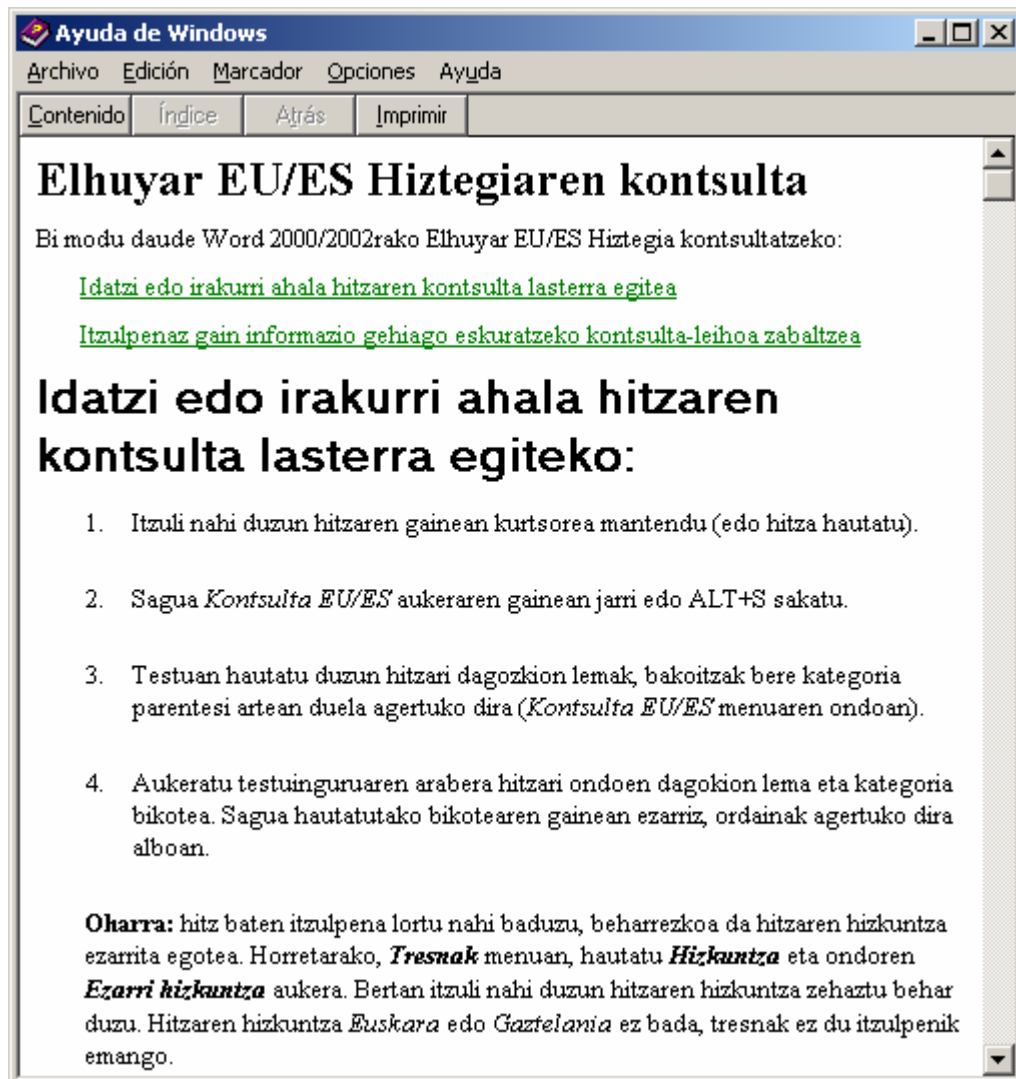 Ayuda de Windows
Archivo Edición Marcador Opciones Ayuda
Contenido Índice Atrás Imprimir
Elhuyar EU/ES Hiztegiaren kontsulta
Bi modu daude Word 2000/2002rako Elhuyar EU/ES Hiztegia kontsultatzeko:
Idatzi edo irakurri ahala hitzaren kontsulta lasterra egitea
Itzulpenaz gain informazio gehiago eskuratzeko kontsulta-leihoa zabaltzea
Idatzi edo irakurri ahala hitzaren
kontsulta lasterra egiteko:
1. Itzuli nahi duzun hitzaren gainean kurtsorea mantendu (edo hitza hautatu).
2. Sagua Kontsulta EU/ES aukeraren gainean jarri edo ALT+S sakatu.
3. Testuan hautatu duzun hitzari dagozkion lemak, bakoitzak bere kategoria
parentesi artean duela agertuko dira (Kontsulta EU/ES menuaren ondoan).
4. Aukeratu testuinguruaren arabera hitzari ondoen dagokion lema eta kategoria
bikotea. Sagua hautatutako bikotearen gainean ezarriz, ordainak agertuko dira
alboan.
Oharra: hitz baten itzulpena lortu nahi baduzu, beharrezkoa da hitzaren hizkuntza
ezarrita egotea. Horretarako, Tresnak menuan, hautatu Hizkuntza eta ondoren
Ezarri hizkuntza aukera. Bertan itzuli nahi duzun hitzaren hizkuntza zehaztu behar
duzu. Hitzaren hizkuntza Euskara edo Gaztelania ez bada, tresnak ez du itzulpenik
emango.